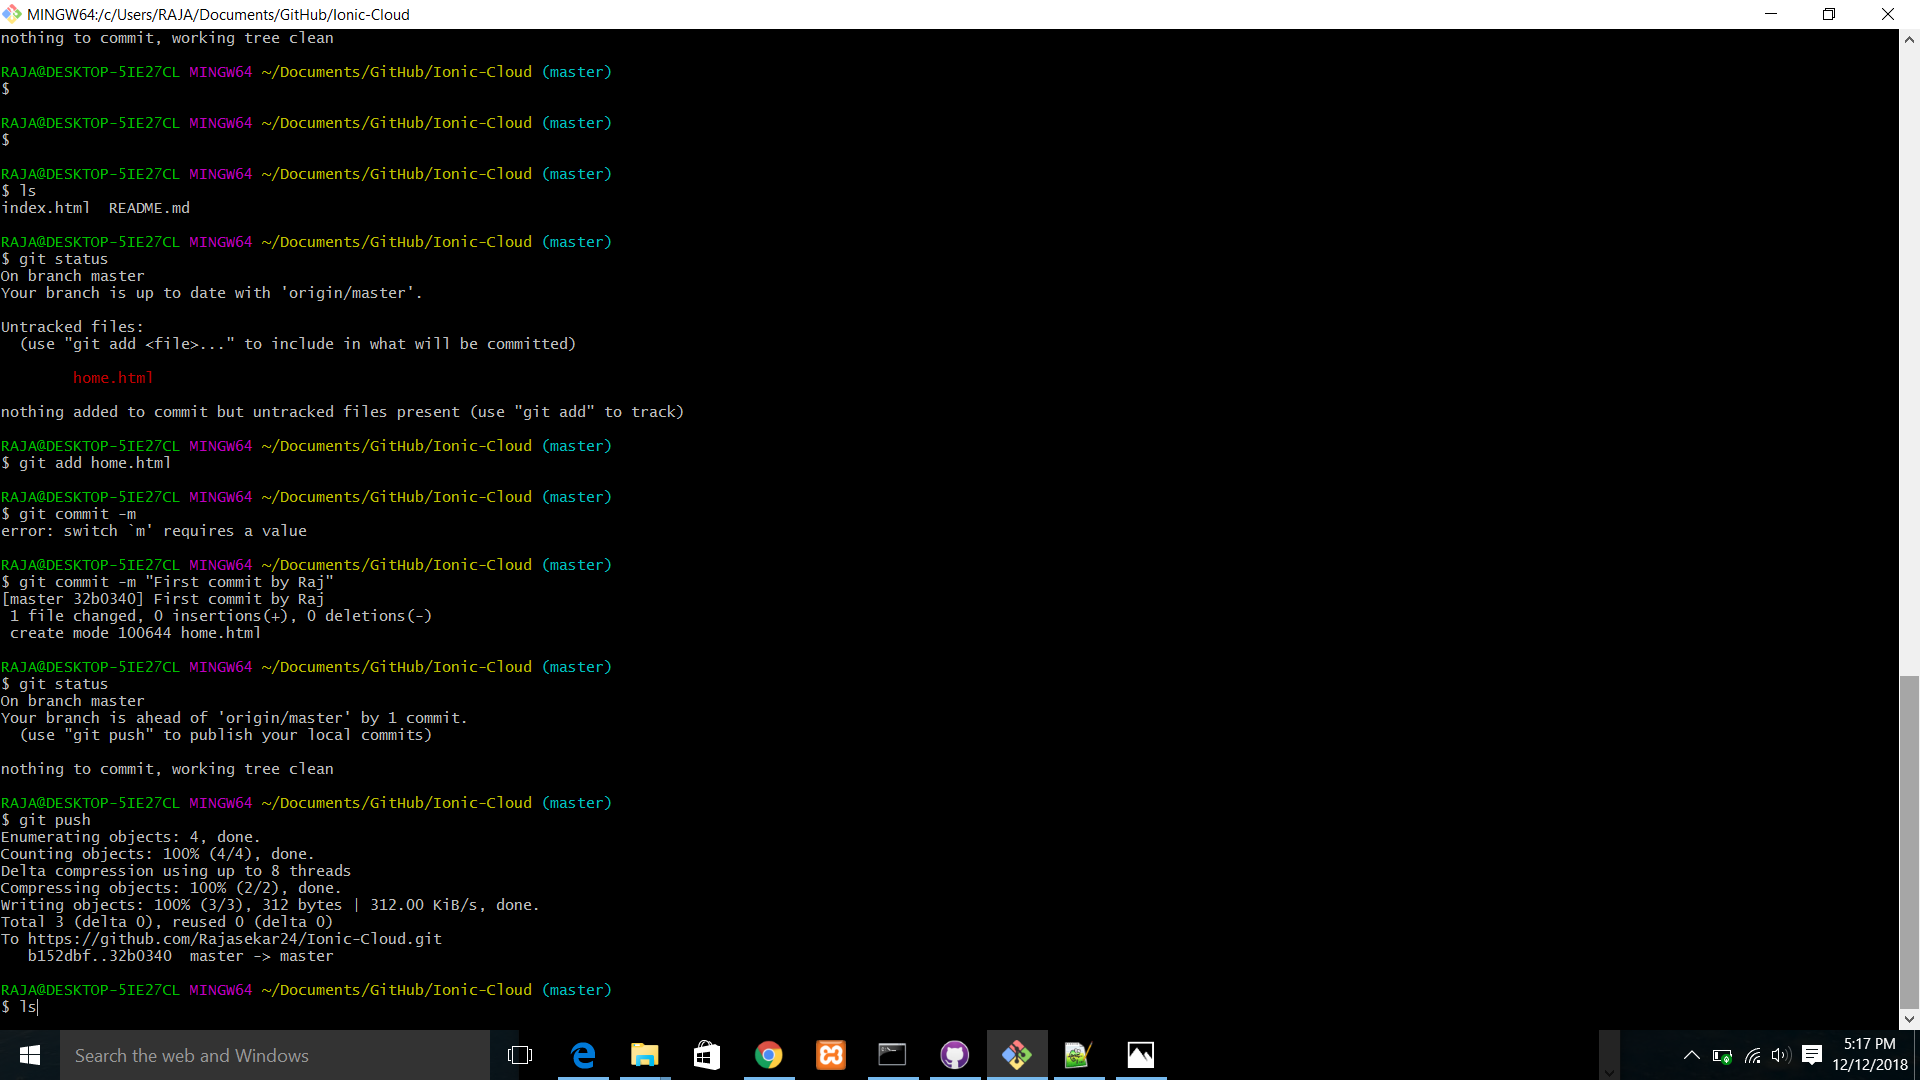 MINGW64:/c/Users/RAJA/Documents/GitHub/Ionic-Cloud
nothing to commit, working tree clean
RAJA@DESKTOP-5IE27CL MINGW64 ~/Documents/GitHub/Ionic-Cloud (master)
$
RAJA@DESKTOP-5IE27CL MINGW64 ~/Documents/GitHub/Ionic-Cloud (master)
$
RAJA@DESKTOP-5IE27CL MINGW64 ~/Documents/GitHub/Ionic-Cloud (master)
$ ls
index.html  README.md
RAJA@DESKTOP-5IE27CL MINGW64 ~/Documents/GitHub/Ionic-Cloud (master)
$ git status
On branch master
Your branch is up to date with 'origin/master'.
Untracked files:
  (use "git add <file>..." to include in what will be committed)
        home.html
nothing added to commit but untracked files present (use "git add" to track)
RAJA@DESKTOP-5IE27CL MINGW64 ~/Documents/GitHub/Ionic-Cloud (master)
$ git add home.html
RAJA@DESKTOP-5IE27CL MINGW64 ~/Documents/GitHub/Ionic-Cloud (master)
$ git commit -m
error: switch `m' requires a value
RAJA@DESKTOP-5IE27CL MINGW64 ~/Documents/GitHub/Ionic-Cloud (master)
$ git commit -m "First commit by Raj"
[master 32b0340] First commit by Raj
 1 file changed, 0 insertions(+), 0 deletions(-)
 create mode 100644 home.html
RAJA@DESKTOP-5IE27CL MINGW64 ~/Documents/GitHub/Ionic-Cloud (master)
$ git status
On branch master
Your branch is ahead of 'origin/master' by 1 commit.
  (use "git push" to publish your local commits)
nothing to commit, working tree clean
RAJA@DESKTOP-5IE27CL MINGW64 ~/Documents/GitHub/Ionic-Cloud (master)
$ git push
Enumerating objects: 4, done.
Counting objects: 100% (4/4), done.
Delta compression using up to 8 threads
Compressing objects: 100% (2/2), done.
Writing objects: 100% (3/3), 312 bytes | 312.00 KiB/s, done.
Total 3 (delta 0), reused 0 (delta 0)
To https://github.com/Rajasekar24/Ionic-Cloud.git
   b152dbf..32b0340  master -> master
RAJA@DESKTOP-5IE27CL MINGW64 ~/Documents/GitHub/Ionic-Cloud (master)
$ ls
Search the web and Windows
5:17 PM
12/12/2018